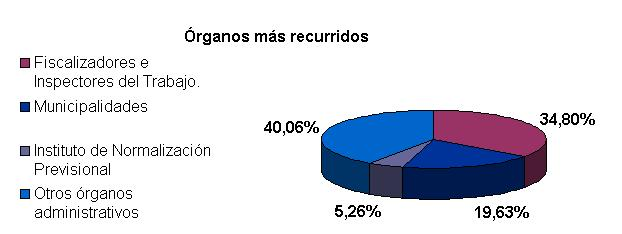 Órganos más recurridos
Fiscalizadores e
Inspectores del Trabajo.
Municipalidades
Instituto de Normalización
Previsional
Otros órganos
administrativos
40,06%
34,80%
5,26%
19,63%